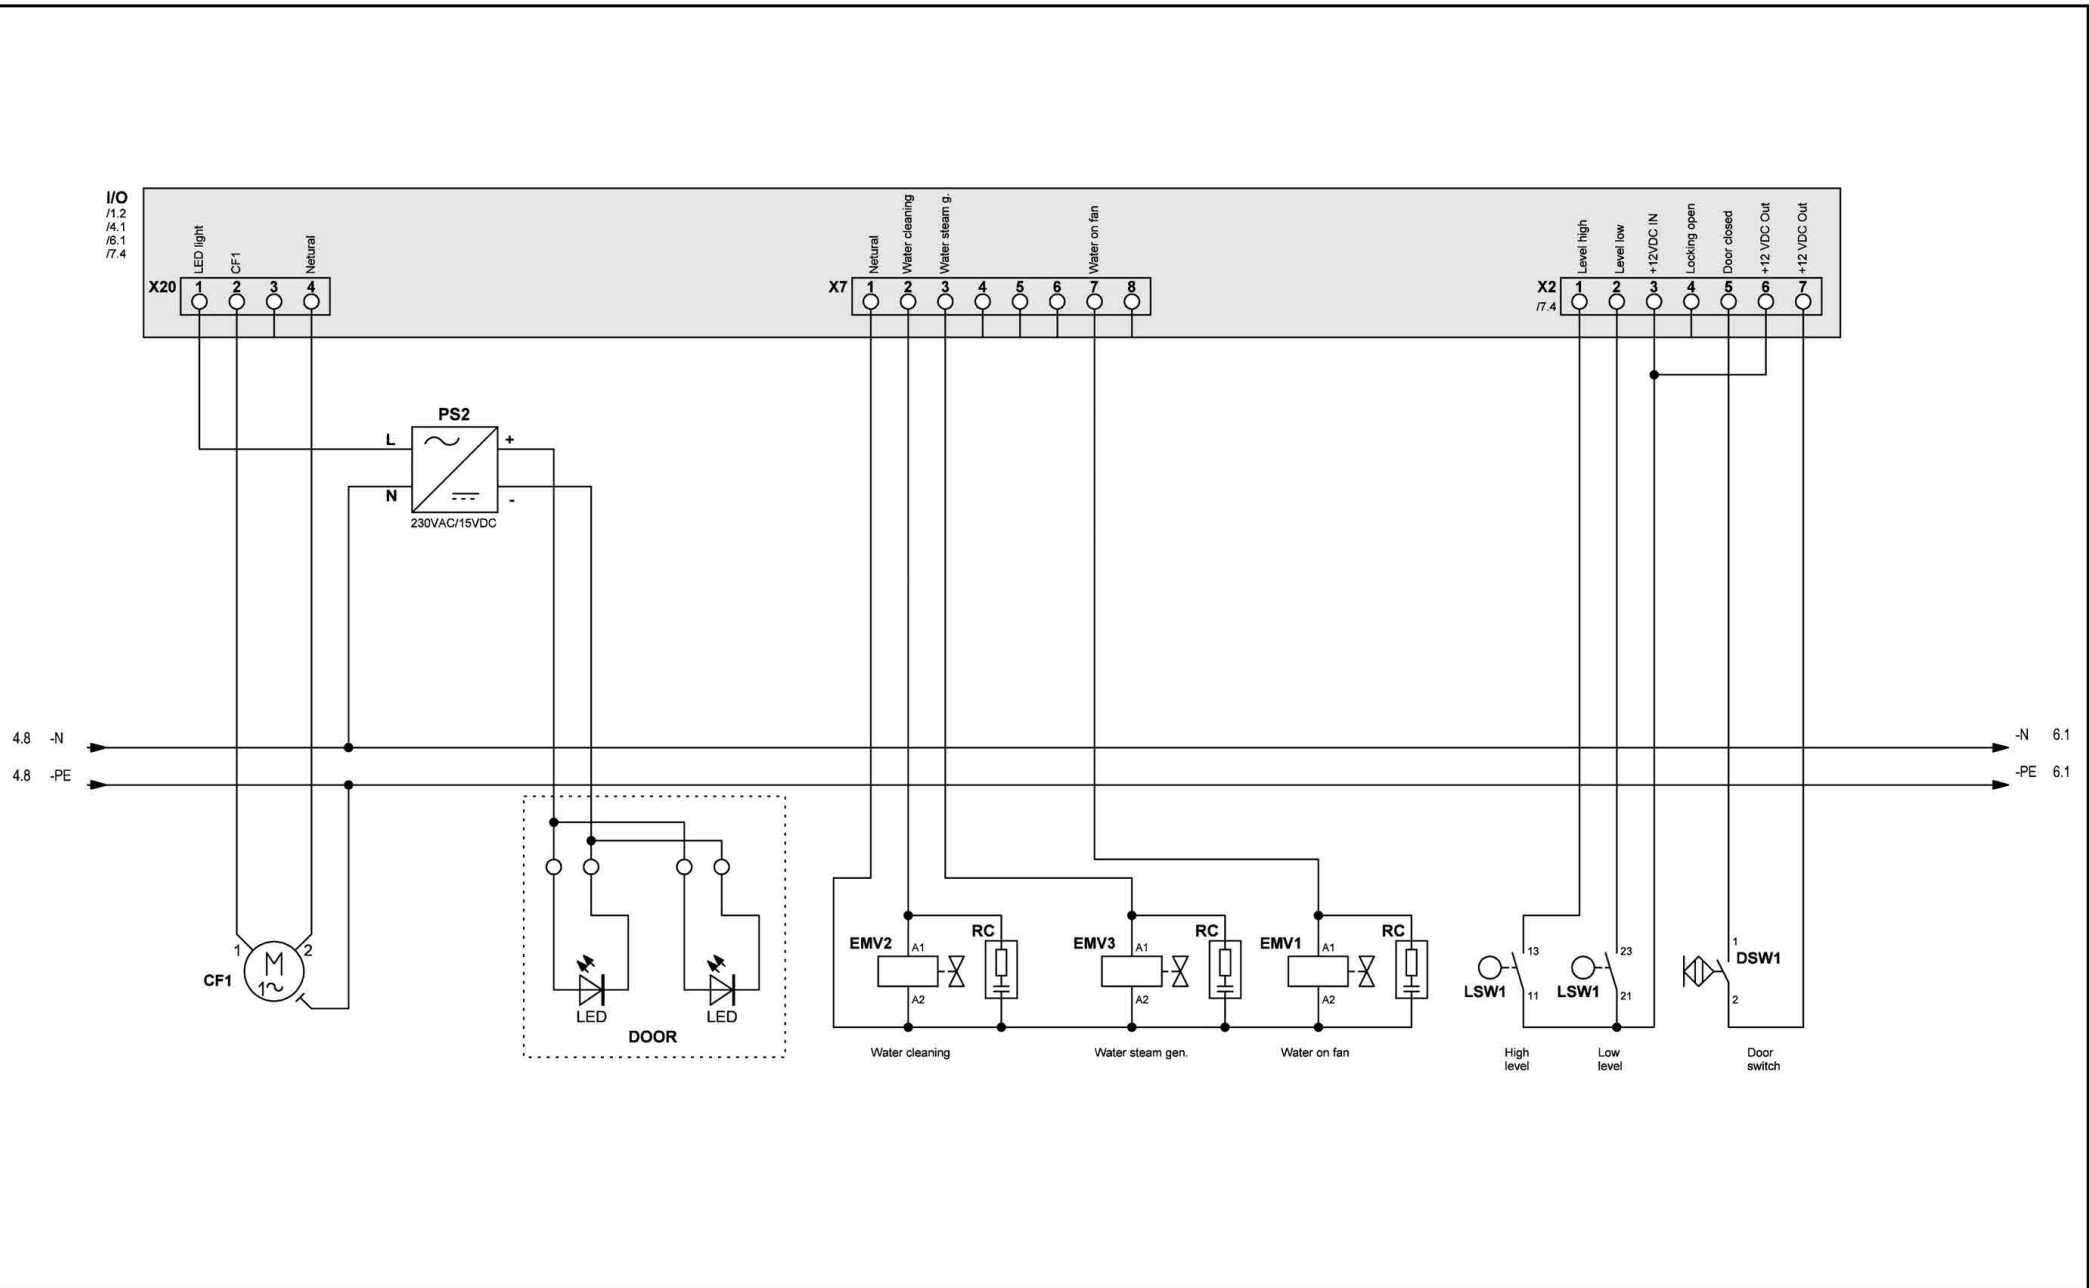 I/O
/1.2
/4.1
/6.1
/7.4
LED light
CF1
Netural
X20 1 2 3 4
Netural
Water cleaning
Water steam g.
Water on fan
X7 1 2 3 4 5 6 7 8
Level high
Level low
+12VDC IN
Locking open
Door closed
+12 VDC Out
+12 VDC Out
X2 1 2 3 4 5 6 7
/7.4
PS2
L +
N -
230VAC/15VDC
4.8 -N
-N 6.1
4.8 -PE
-PE 6.1
1 2
M
1~
CF1
LED LED
DOOR
EMV2 A1 RC
A2
EMV3 A1 RC
A2
EMV1 A1 RC
A2
Water cleaning
Water steam gen.
Water on fan
13
LSW1
11
23
LSW1
21
1
DSW1
2
High
level
Low
level
Door
switch